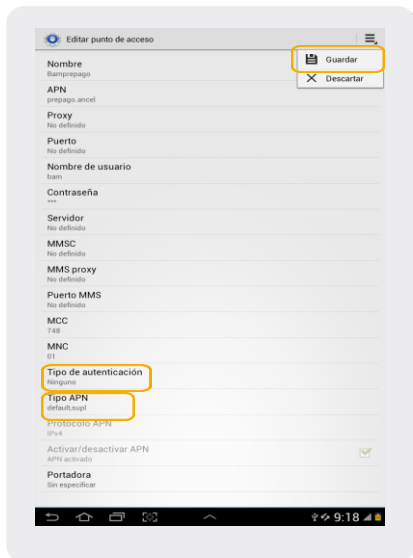 Editar punto de acceso
Guardar
Descartar
Nombre
Bamprepago
APN
prepago.ancel
Proxy
No definido
Puerto
No definido
Nombre de usuario
bam
Contraseña
***
Servidor
No definido
MMSC
No definido
MMS proxy
No definido
Puerto MMS
No definido
MCC
748
MNC
01
Tipo de autenticación
Ninguno
Tipo APN
default,supl
Protocolo APN
IPv4
Activar/desactivar APN
APN activado
Portadora
Sin especificar
9:18